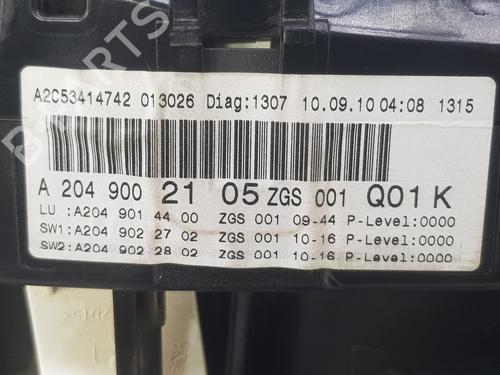 A2C53414742 013026 Diag:1307 10.09.10 04:08 1315
A 204 900 21 05 ZGS 001 Q01 K
LU :A204 901 44 00 ZGS 001 09-44 P-Level:0000
SW1:A204 902 27 02 ZGS 001 10-16 P-Level:0000
SW2:A204 902 28 02 ZGS 001 10-16 P-Level:0000